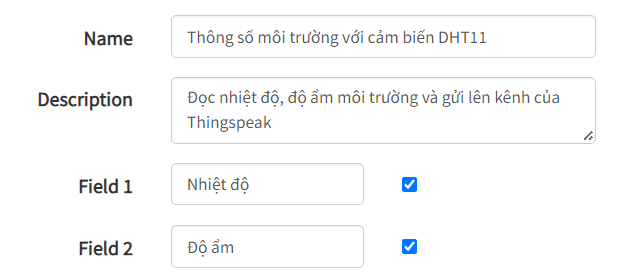 Name Thông số môi trường với cảm biến DHT11
Description Đọc nhiệt độ, độ ẩm môi trường và gửi lên kênh của
Thingspeak
Field 1 Nhiệt độ
Field 2 Độ ẩm